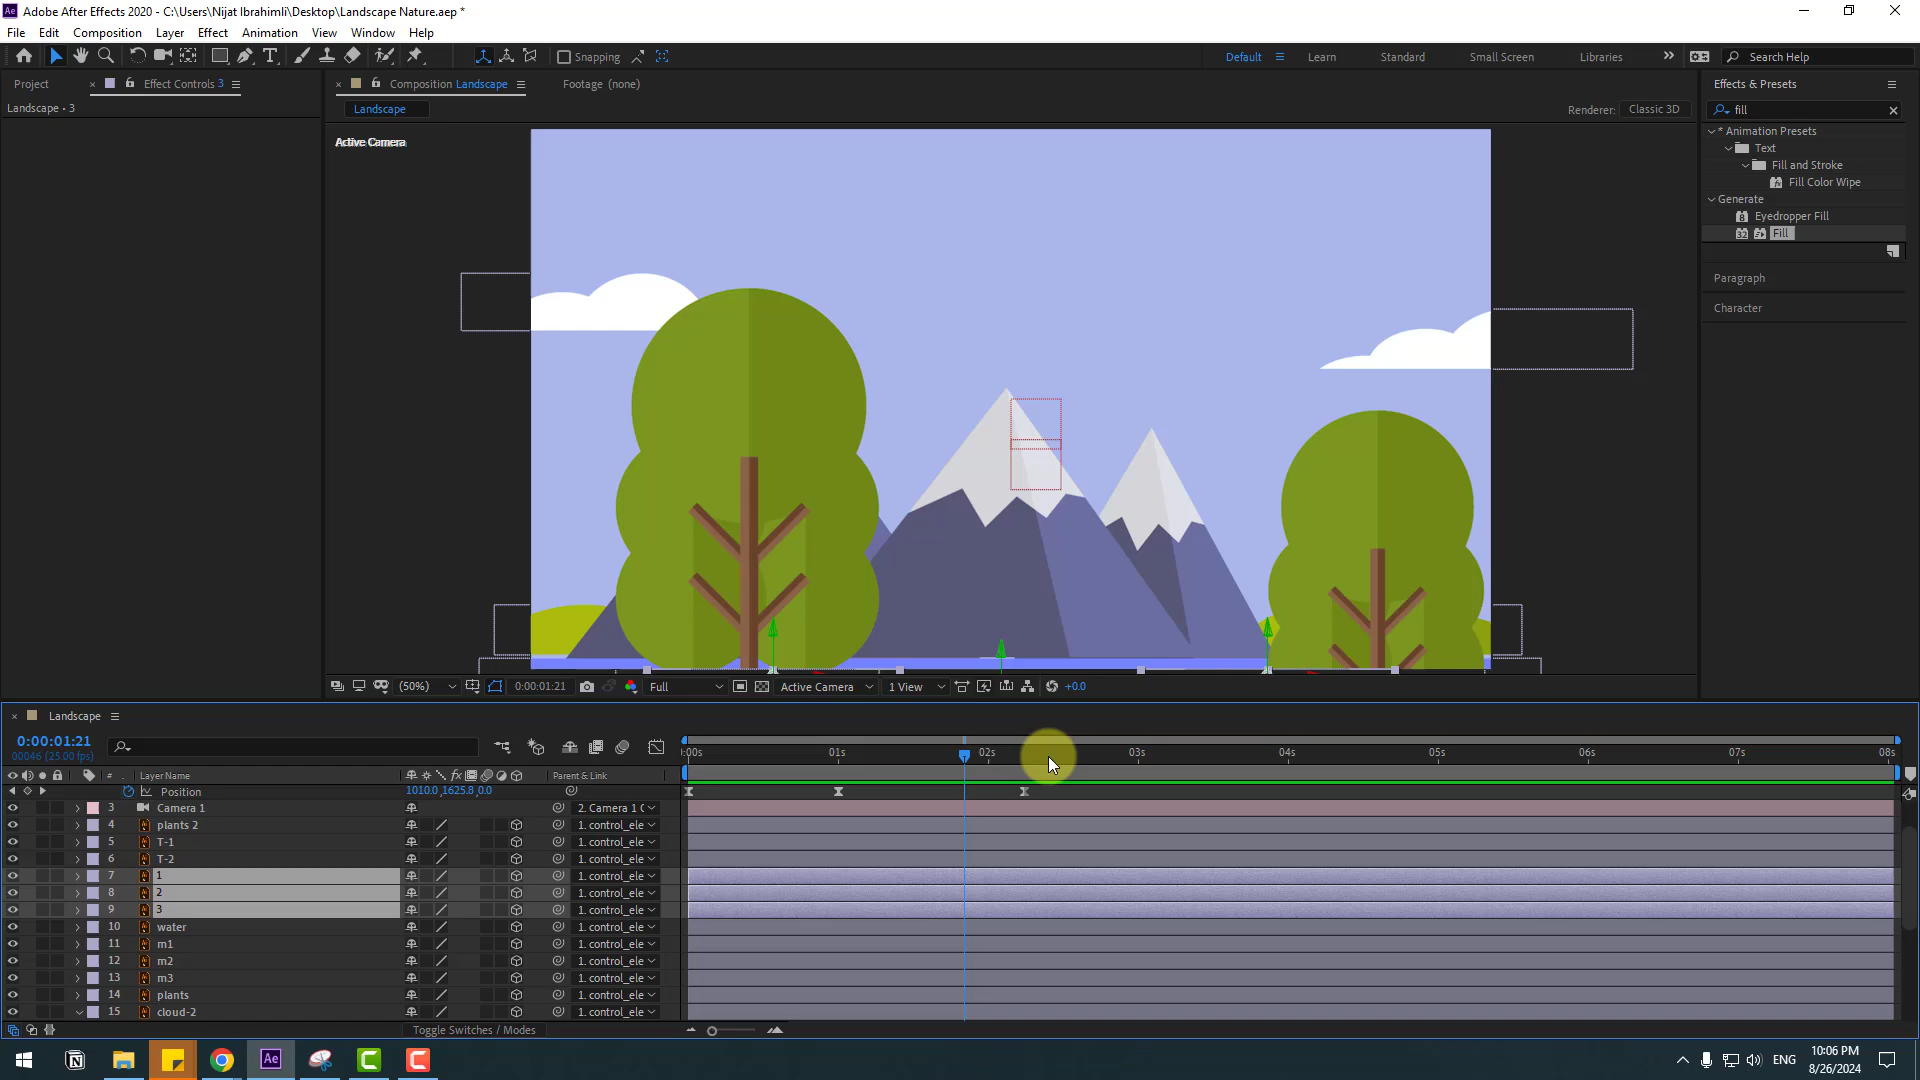 Adobe After Effects 2020 - C:\Users\Nijat Ibrahimli\Desktop\Landscape Nature.aep *
File Edit Composition Layer Effect Animation View Window Help
Snapping Default Learn Standard Small Screen Libraries Search Help
Project Effect Controls 3 Composition Landscape Footage (none) Effects & Presets
Landscape • 3 Landscape Renderer: Classic 3D fill
Active Camera
* Animation Presets
Text
Fill and Stroke
Fill Color Wipe
Generate
Eyedropper Fill
Fill
Paragraph
Character
(50%) 0:00:01:21 Full Active Camera 1 View +0.0
Landscape
0:00:01:21
00046 (25.00 fps)
:00s 01s 02s 03s 04s 05s 06s 07s 08s
# Layer Name Parent & Link
Position 1010.0,1625.8,0.0
3 Camera 1 2. Camera 1 C
4 plants 2 1. control_ele
5 T-1 1. control_ele
6 T-2 1. control_ele
7 1 1. control_ele
8 2 1. control_ele
9 3 1. control_ele
10 water 1. control_ele
11 m1 1. control_ele
12 m2 1. control_ele
13 m3 1. control_ele
14 plants 1. control_ele
15 cloud-2 1. control_ele
Toggle Switches / Modes
ENG
10:06 PM
8/26/2024